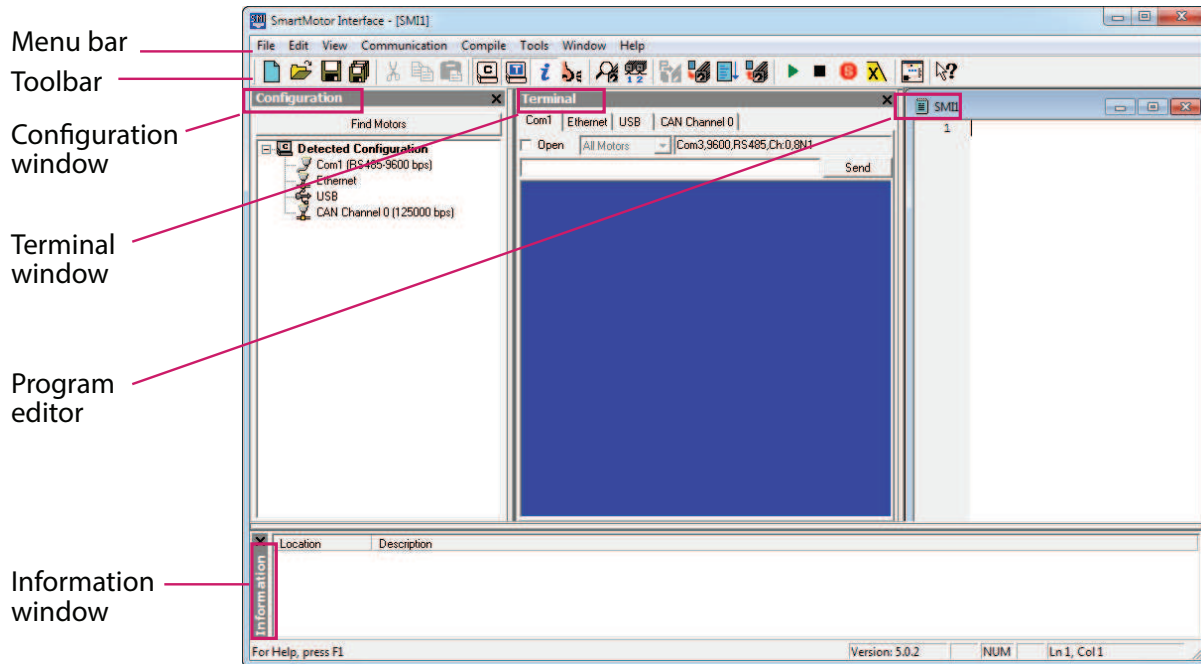 SmartMotor Interface - [SMI1]
Menu bar
File Edit View Communication Compile Tools Window Help
Toolbar
Configuration
window
Configuration
Find Motors
Detected Configuration
Com1 (RS485-9600 bps)
Ethernet
USB
CAN Channel 0 (125000 bps)
Terminal
Com1 Ethernet USB CAN Channel 0
Open All Motors Com3,9600,RS485,Ch:0,8N1
Send
SMI1
1
Terminal
window
Program
editor
Information
window
Information
Location Description
For Help, press F1 Version: 5.0.2 NUM Ln 1, Col 1